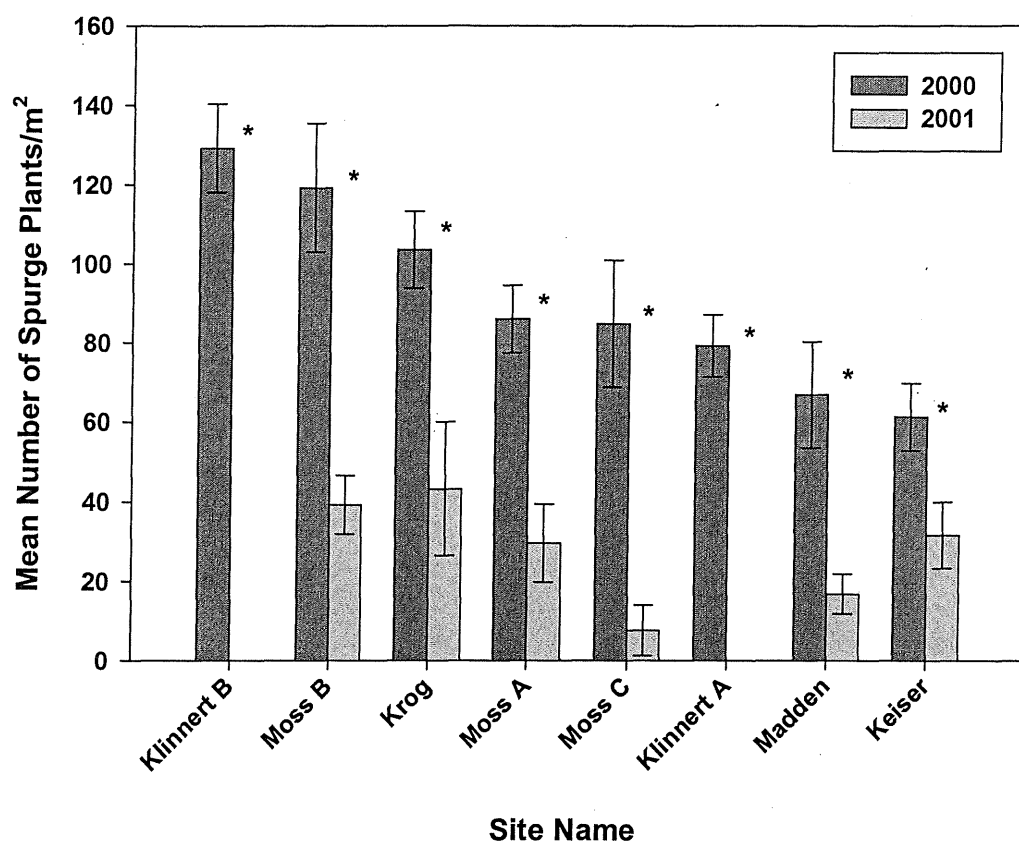 160
140
120
100
80
60
40
20
0
Mean Number of Spurge Plants/m²
2000
2001
*
*
*
*
*
*
*
*
Klinnert B
Moss B
Krog
Moss A
Moss C
Klinnert A
Madden
Keiser
Site Name